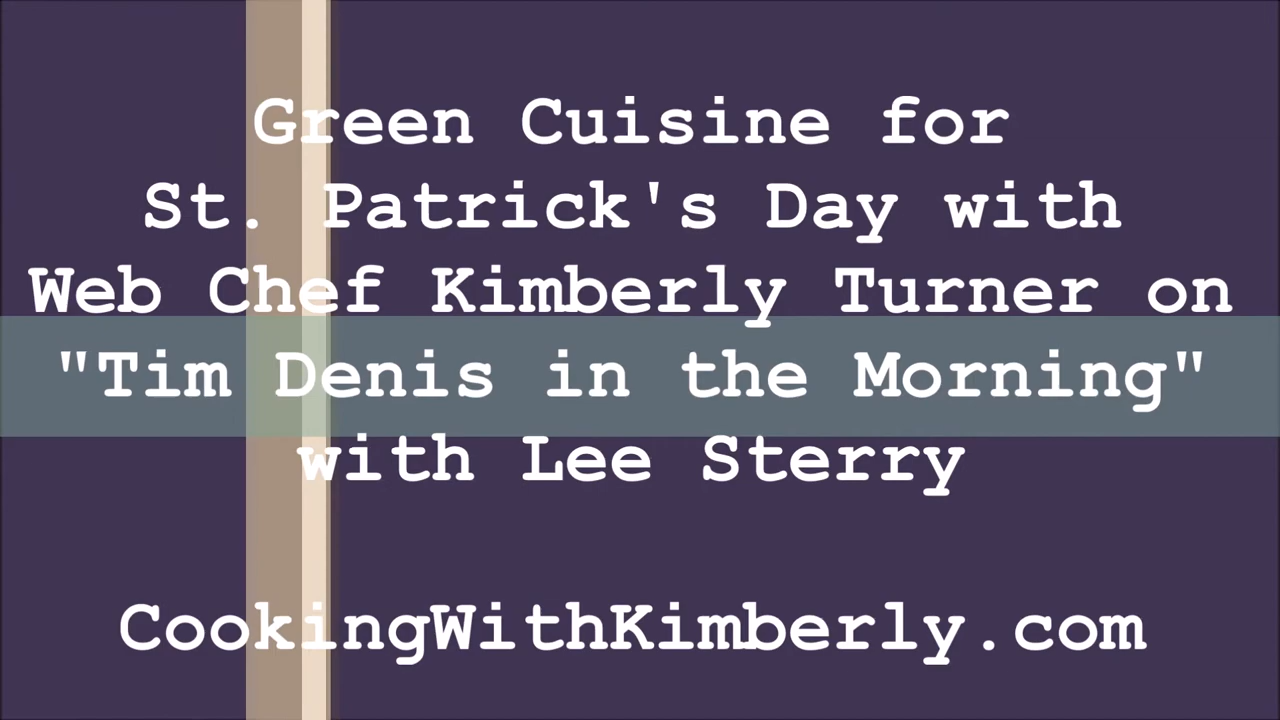 Green Cuisine for
St. Patrick's Day with
Web Chef Kimberly Turner on
"Tim Denis in the Morning"
with Lee Sterry
CookingWithKimberly.com